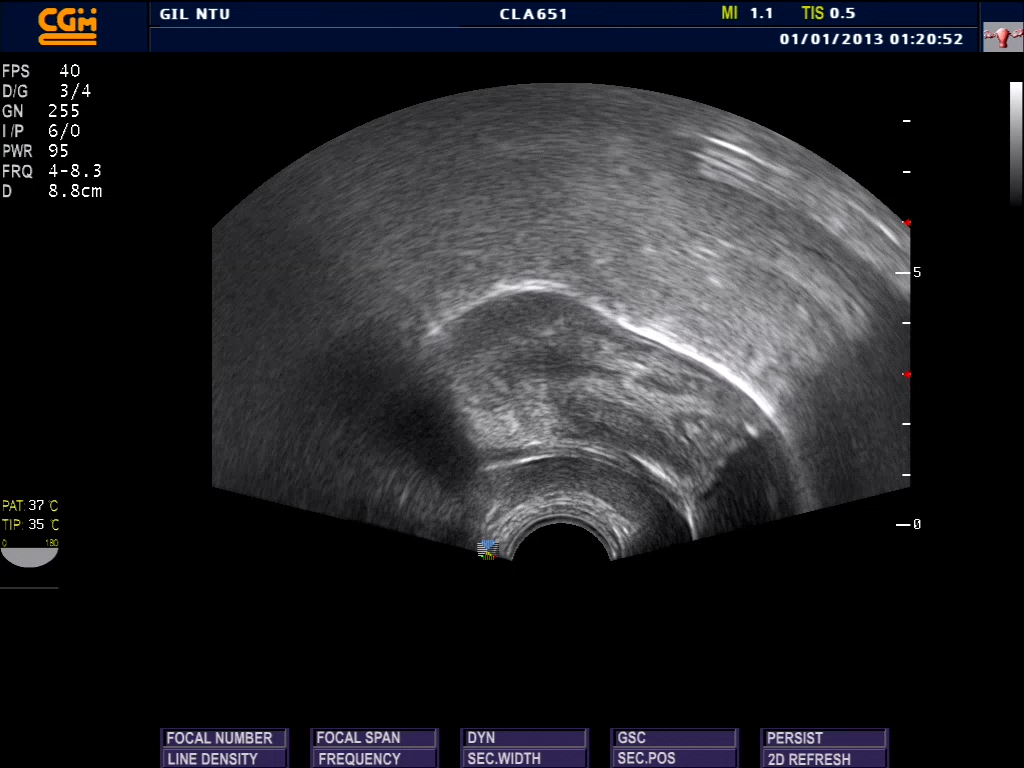 CGM
GIL NTU CLA651 MI 1.1 TIS 0.5
01/01/2013 01:20:52
FPS 40
D/G 3/4
GN 255
I/P 6/0
PWR 95
FRQ 4-8.3
D 8.8cm
5
PAT: 37 °C
TIP: 35 °C
0 180
0
FOCAL NUMBER FOCAL SPAN DYN GSC PERSIST
LINE DENSITY FREQUENCY SEC.WIDTH SEC.POS 2D REFRESH